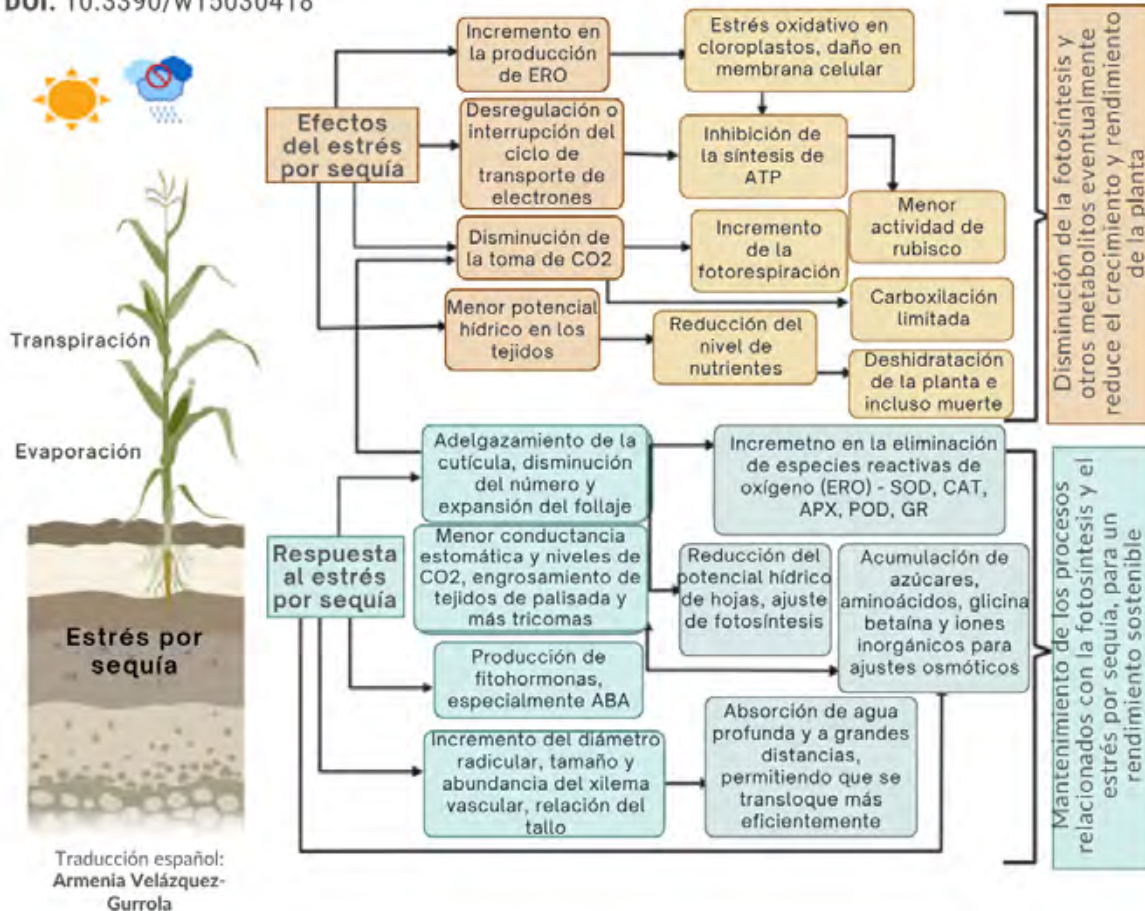 DOI: 10.3390/w15030418
Transpiración
Evaporación
Estrés por
sequía
Traducción español:
Armenia Velázquez-
Gurrola
Efectos
del estrés
por sequía
Incremento en
la producción
de ERO
Estrés oxidativo en
cloroplastos, daño en
membrana celular
Desregulación o
interrupción del
ciclo de
transporte de
electrones
Inhibición de
la síntesis de
ATP
Menor
actividad de
rubisco
Disminución de
la toma de CO2
Incremento
de la
fotorespiración
Carboxilación
limitada
Menor potencial
hídrico en los
tejidos
Reducción del
nivel de
nutrientes
Deshidratación
de la planta e
incluso muerte
Disminución de la fotosíntesis y
otros metabolitos eventualmente
reduce el crecimiento y rendimiento
de la planta
Respuesta
al estrés
por sequía
Adelgazamiento de la
cutícula, disminución
del número y
expansión del follaje
Incremetno en la eliminación
de especies reactivas de
oxígeno (ERO) - SOD, CAT,
APX, POD, GR
Menor conductancia
estomática y niveles de
CO2, engrosamiento de
tejidos de palisada y
más tricomas
Reducción del
potencial hídrico
de hojas, ajuste
de fotosíntesis
Acumulación de
azúcares,
aminoácidos, glicina
betaína y iones
inorgánicos para
ajustes osmóticos
Producción de
fitohormonas,
especialmente ABA
Incremento del diámetro
radicular, tamaño y
abundancia del xilema
vascular, relación del
tallo
Absorción de agua
profunda y a grandes
distancias,
permitiendo que se
transloque más
eficientemente
Mantenimiento de los procesos
relacionados con la fotosíntesis y el
estrés por sequía, para un
rendimiento sostenible